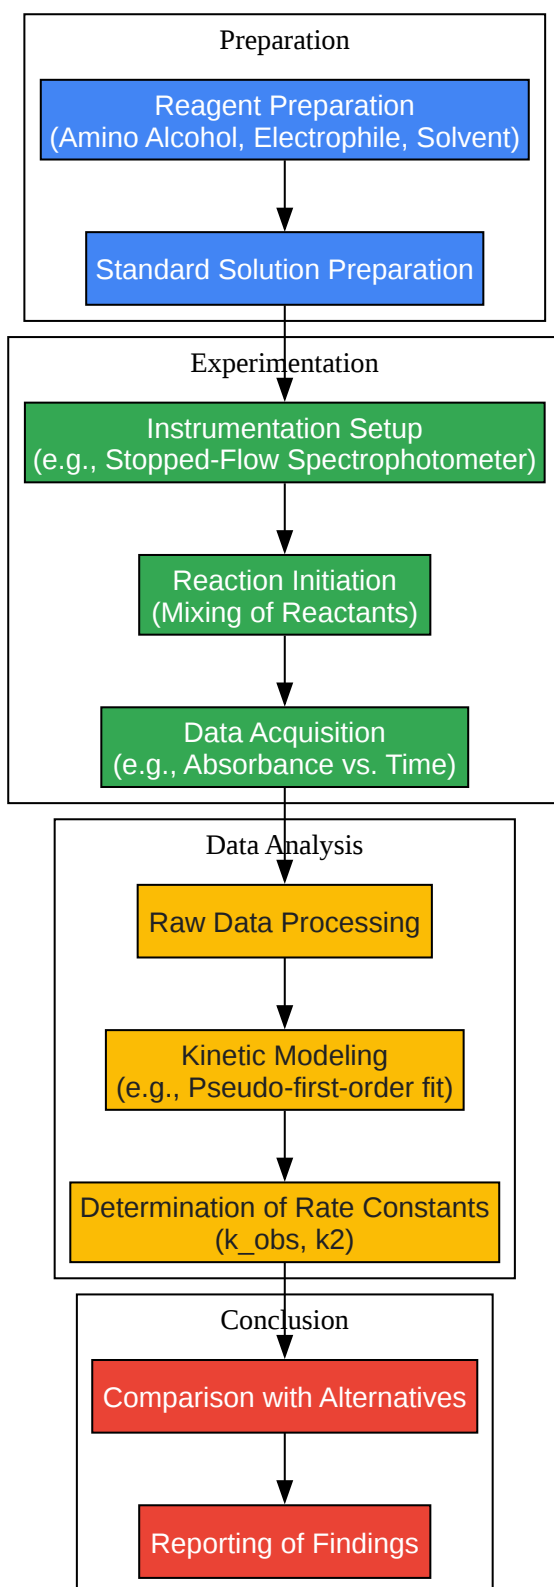 Preparation
Reagent Preparation
(Amino Alcohol, Electrophile, Solvent)
Standard Solution Preparation
Experimentation
Instrumentation Setup
(e.g., Stopped-Flow Spectrophotometer)
Reaction Initiation
(Mixing of Reactants)
Data Acquisition
(e.g., Absorbance vs. Time)
Data Analysis
Raw Data Processing
Kinetic Modeling
(e.g., Pseudo-first-order fit)
Determination of Rate Constants
(k_obs, k2)
Conclusion
Comparison with Alternatives
Reporting of Findings